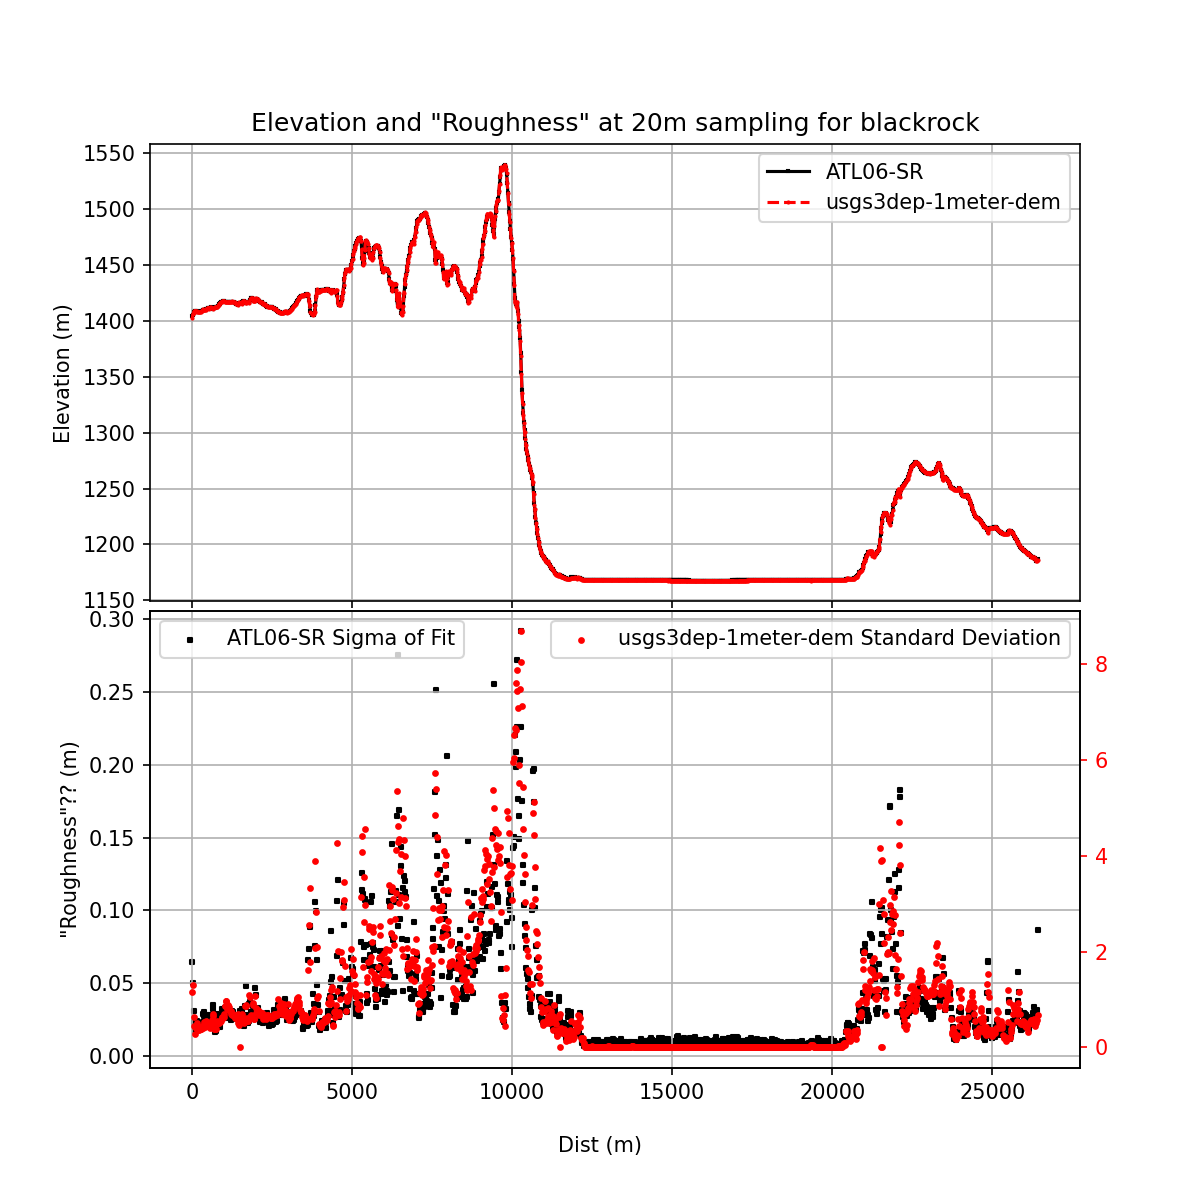 Elevation and "Roughness" at 20m sampling for blackrock
1550
1500
1450
1400
1350
1300
1250
1200
1150
Elevation (m)
ATL06-SR
usgs3dep-1meter-dem
0.30
0.25
0.20
0.15
0.10
0.05
0.00
"Roughness"?? (m)
ATL06-SR Sigma of Fit
usgs3dep-1meter-dem Standard Deviation
8
6
4
2
0
0 5000 10000 15000 20000 25000
Dist (m)